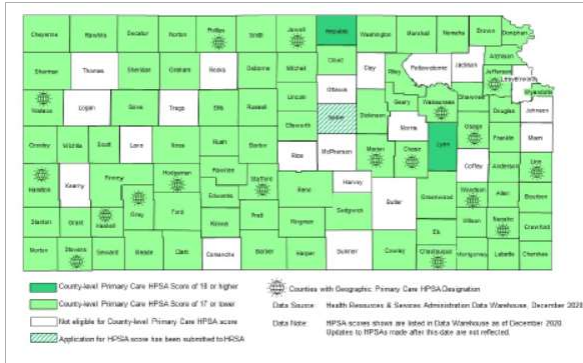 Cheyenne Rawlins Decatur Norton Phillips Smith Jewell Republic Washington Marshall Nemaha Brown Doniphan
Sherman Thomas Sheridan Graham Rooks Osborne Mitchell Cloud Clay Riley Pottawatomie Jackson Atchison
Jefferson Leavenworth
Wyandotte
Wallace Logan Gove Trego Ellis Russell Lincoln Ottawa Dickinson Geary Wabaunsee Shawnee Douglas Johnson
Ellsworth Saline Morris Osage Franklin Miami
Greeley Wichita Scott Lane Ness Rush Barton Rice McPherson Marion Chase Lyon Coffey Anderson Linn
Hamilton Kearny Finney Hodgeman Pawnee Stafford Reno Harvey Butler Greenwood Woodson Allen Bourbon
Gray Ford Edwards
Stanton Grant Haskell Kiowa Pratt Kingman Sedgwick Elk Wilson Neosho Crawford
Morton Stevens Seward Meade Clark Comanche Barber Harper Sumner Cowley Chautauqua Montgomery Labette Cherokee
County-level Primary Care HPSA Score of 18 or higher
County-level Primary Care HPSA Score of 17 or lower
Not eligible for County-level Primary Care HPSA score
Application for HPSA score has been submitted to HRSA
Counties with Geographic Primary Care HPSA Designation
Data Source: Health Resources & Services Administration Data Warehouse, December 2020
Data Note: HPSA scores shown are listed in Data Warehouse as of December 2020.
Updates to HPSAs made after this date are not reflected.